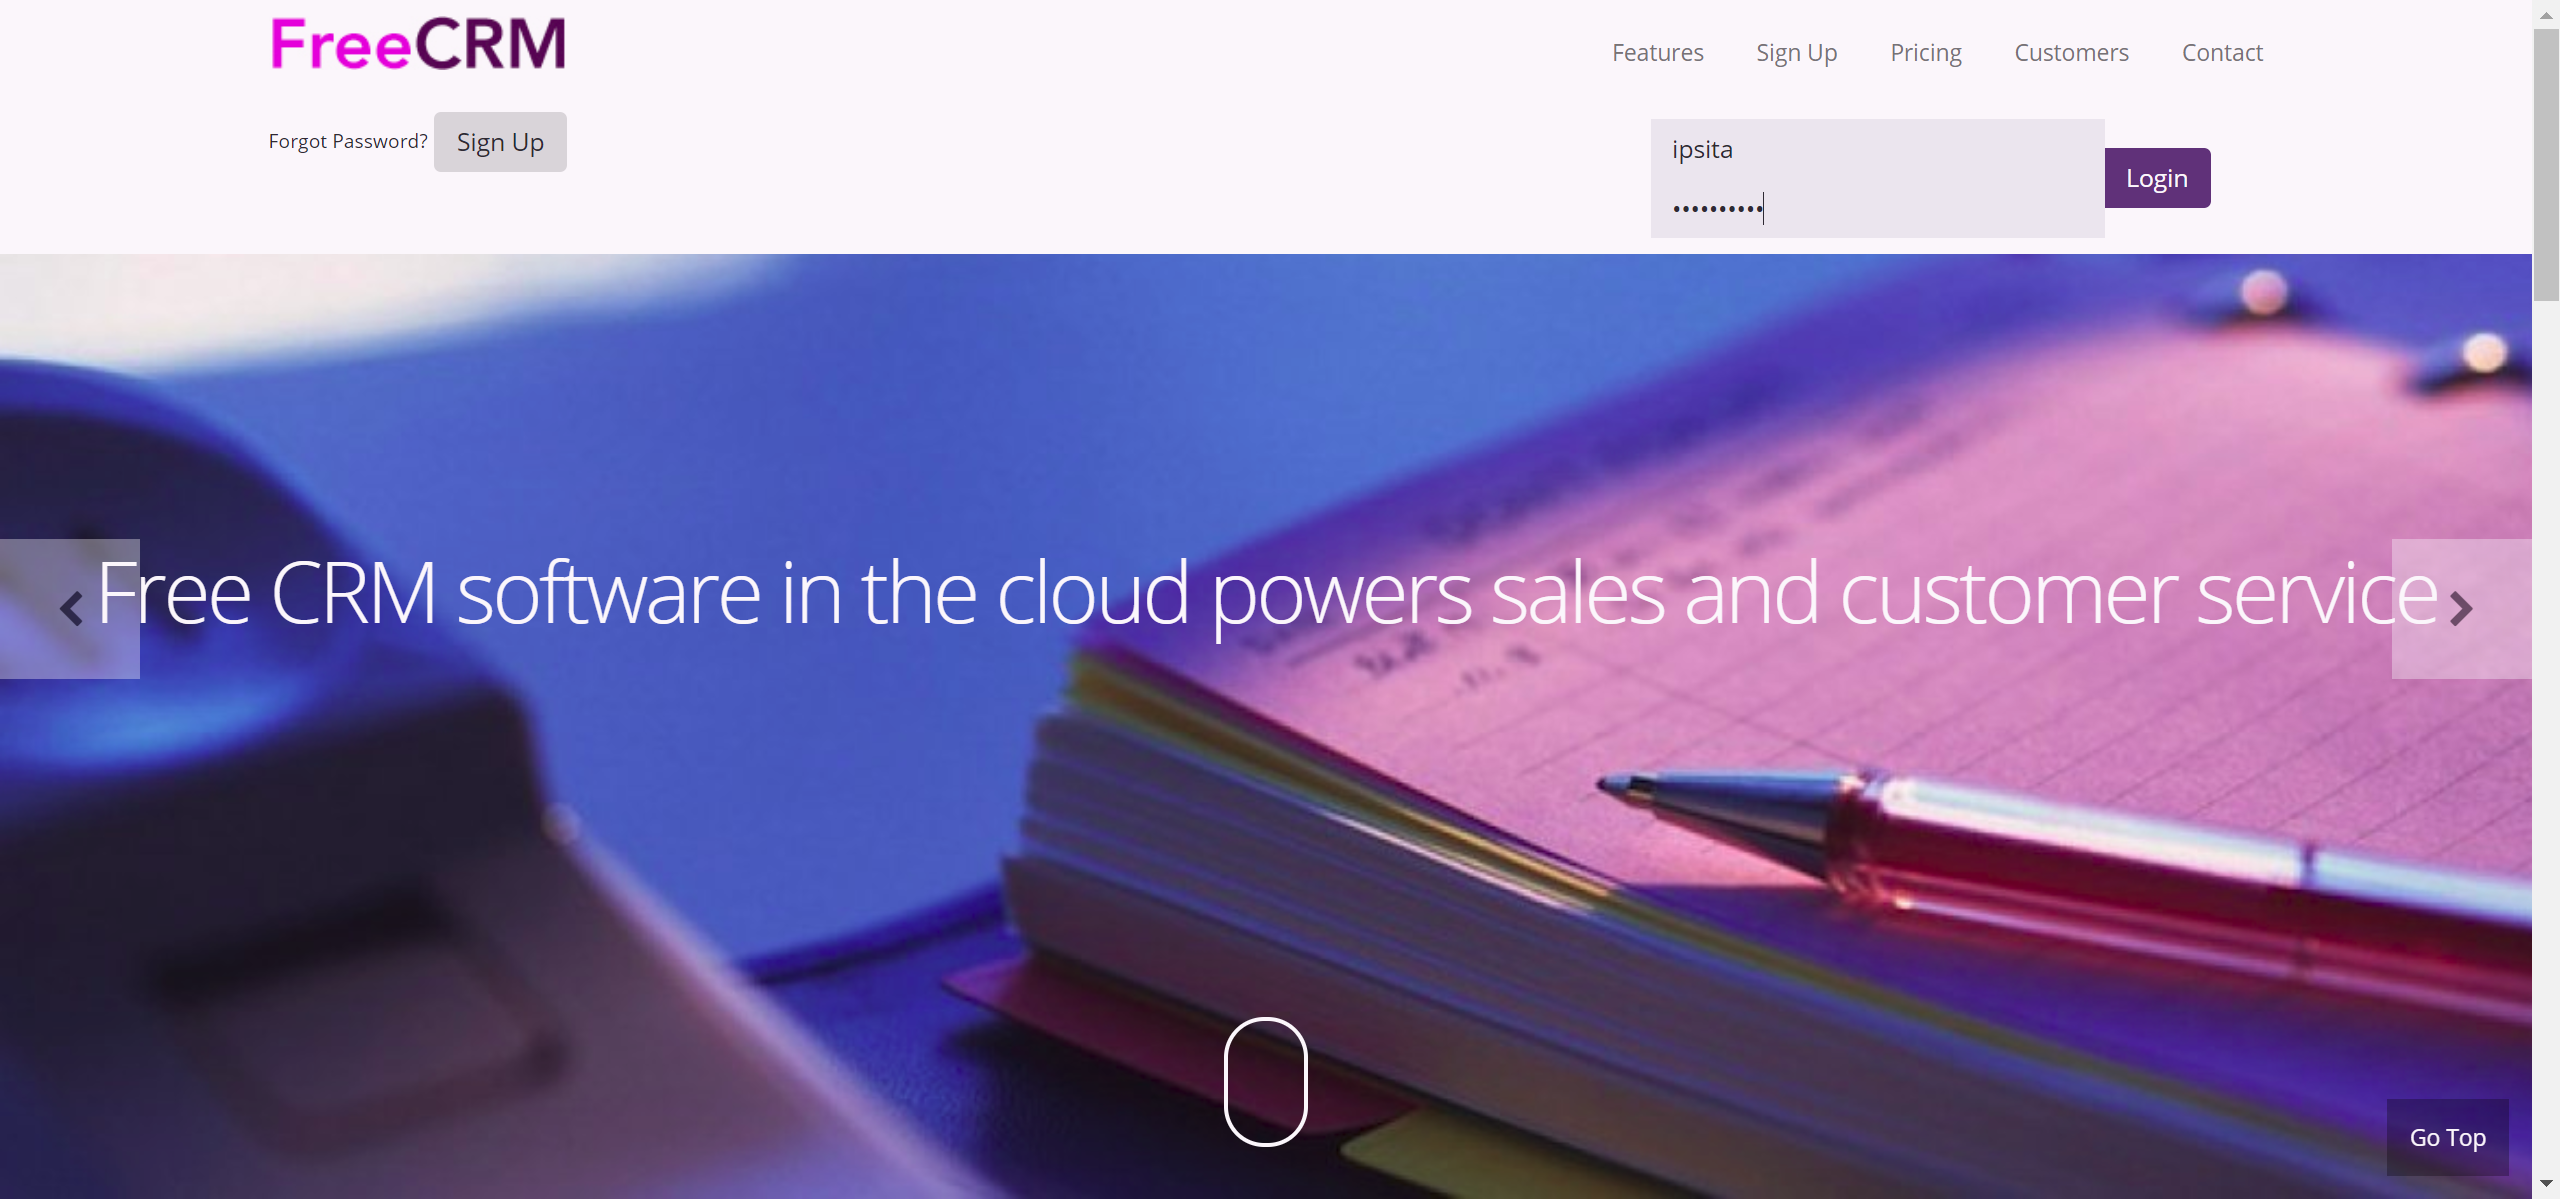 FreeCRM
Features Sign Up Pricing Customers Contact
Forgot Password? Sign Up
ipsita
••••••••••
Login
Free CRM software in the cloud powers sales and customer service
Go Top